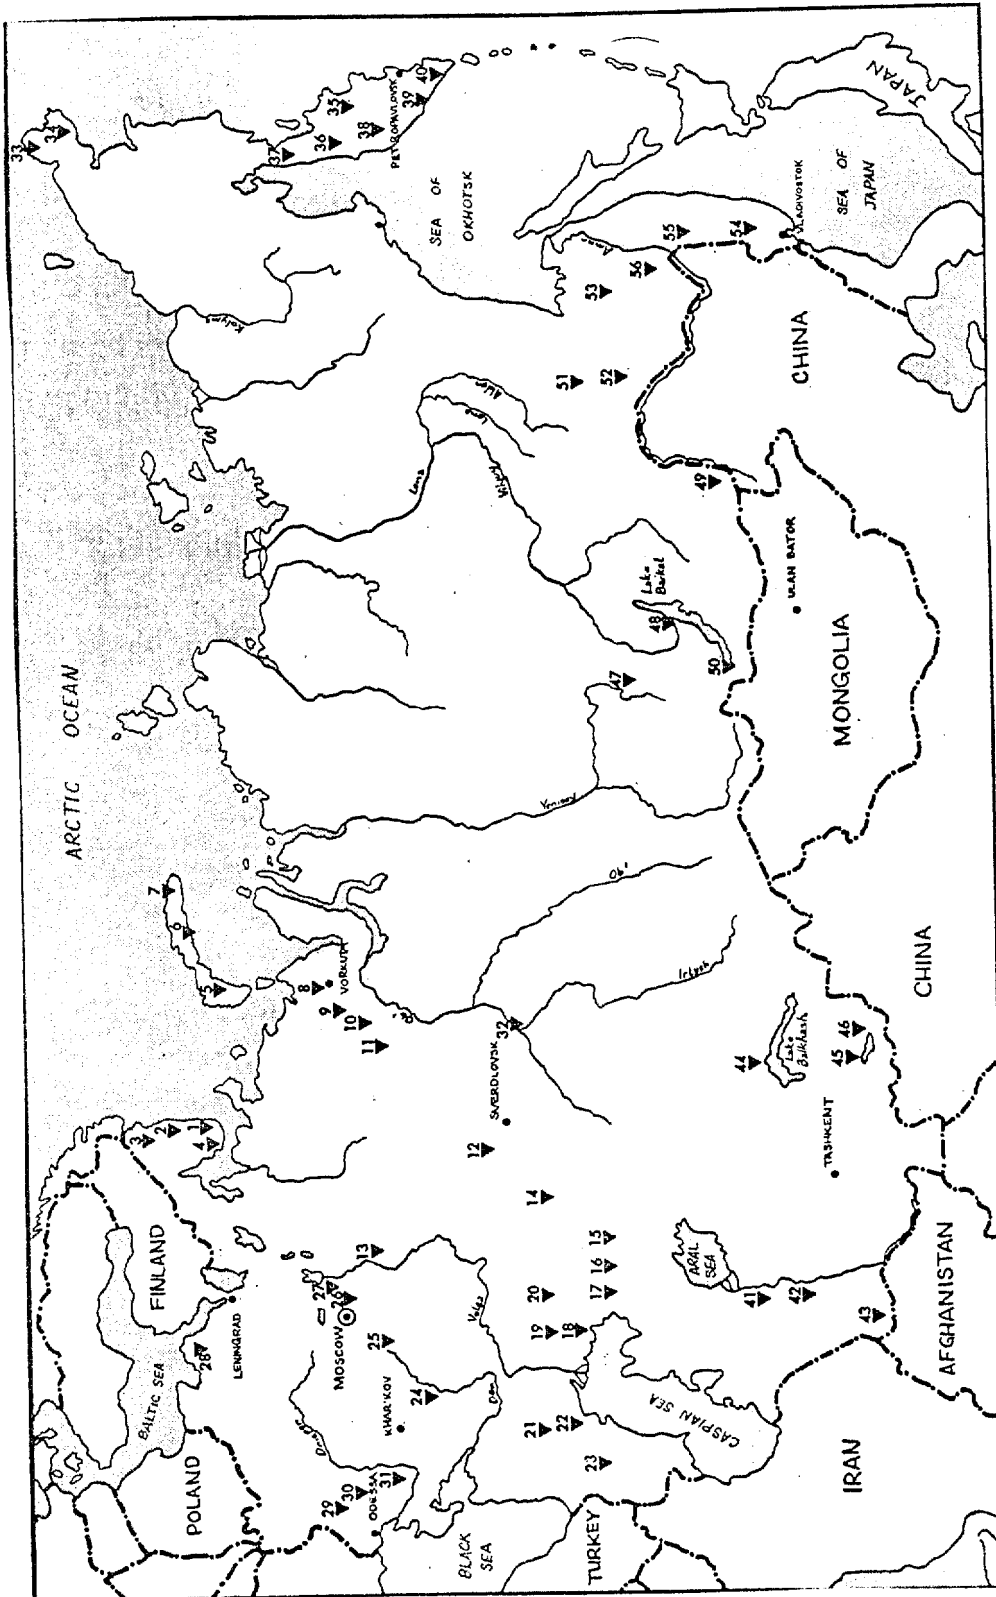 ARCTIC OCEAN
33
34
37
36
35
38
39
40
PETROPAVLOVSK
SEA OF
OKHOTSK
JAPAN
SEA OF
JAPAN
VLADIVOSTOK
Kolyma
Amur
53
56
55
54
51
52
Aldan
Lena
Lena
Vilyuy
49
CHINA
Lake
Baikal
48
50
47
ULAN BATOR
MONGOLIA
Yenisey
Ob'
Irtysh
7
6
5
8
VORKUTA
9
10
11
Ob'
SVERDLOVSK
32
12
14
44
Lake
Balkhash
45
46
CHINA
TASHKENT
3
2
1
4
FINLAND
BALTIC SEA
28
LENINGRAD
POLAND
13
27
26
MOSCOW
25
24
KHAR'KOV
Dnepr
Don
Volga
29
30
31
ODESSA
BLACK
SEA
TURKEY
15
16
17
20
19
18
21
22
23
CASPIAN SEA
ARAL
SEA
41
42
43
IRAN
AFGHANISTAN